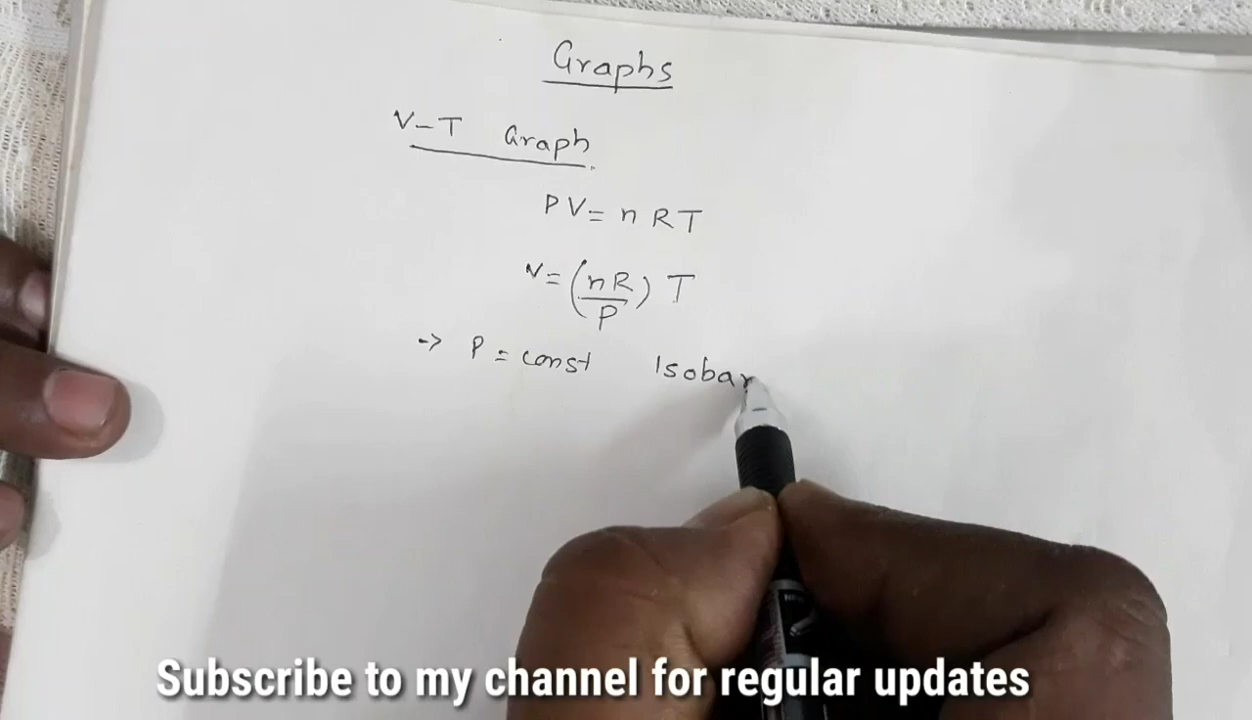 Graphs
V-T Graph
PV = nRT
V = (nR/P) T
-> P = const Isobar
Subscribe to my channel for regular updates